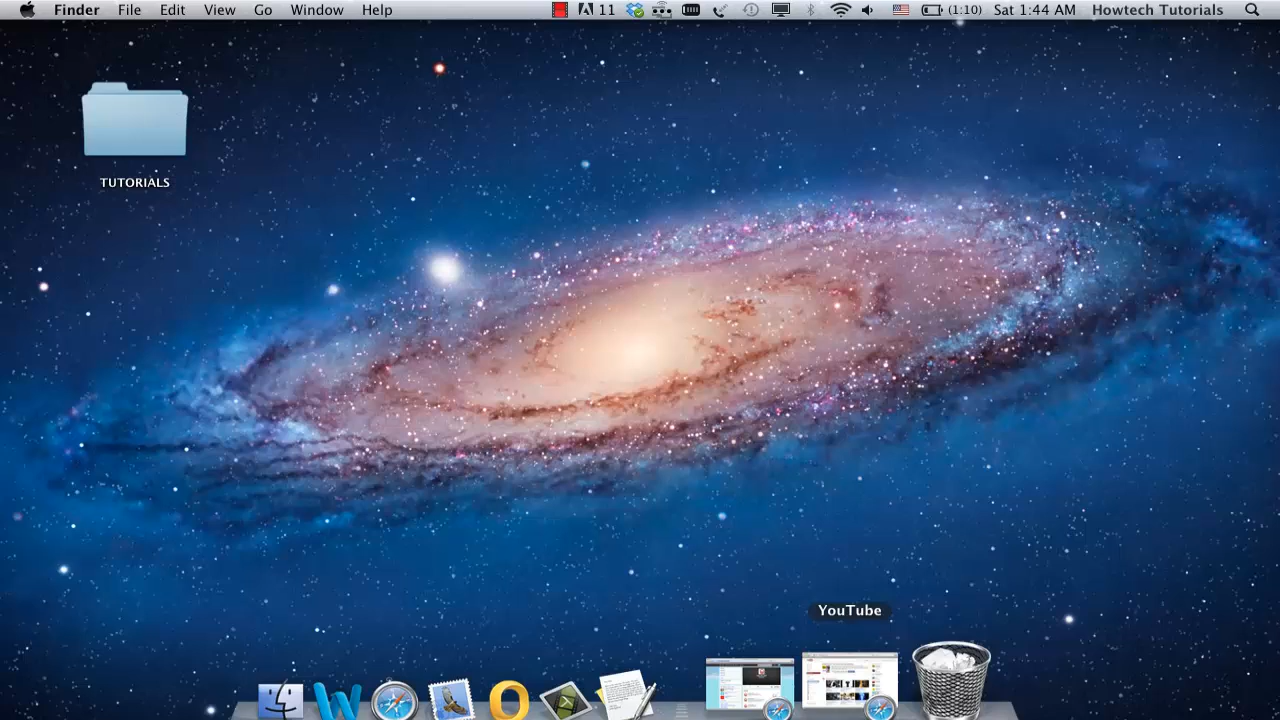 Finder File Edit View Go Window Help 11 (1:10) Sat 1:44 AM Howtech Tutorials
TUTORIALS
YouTube